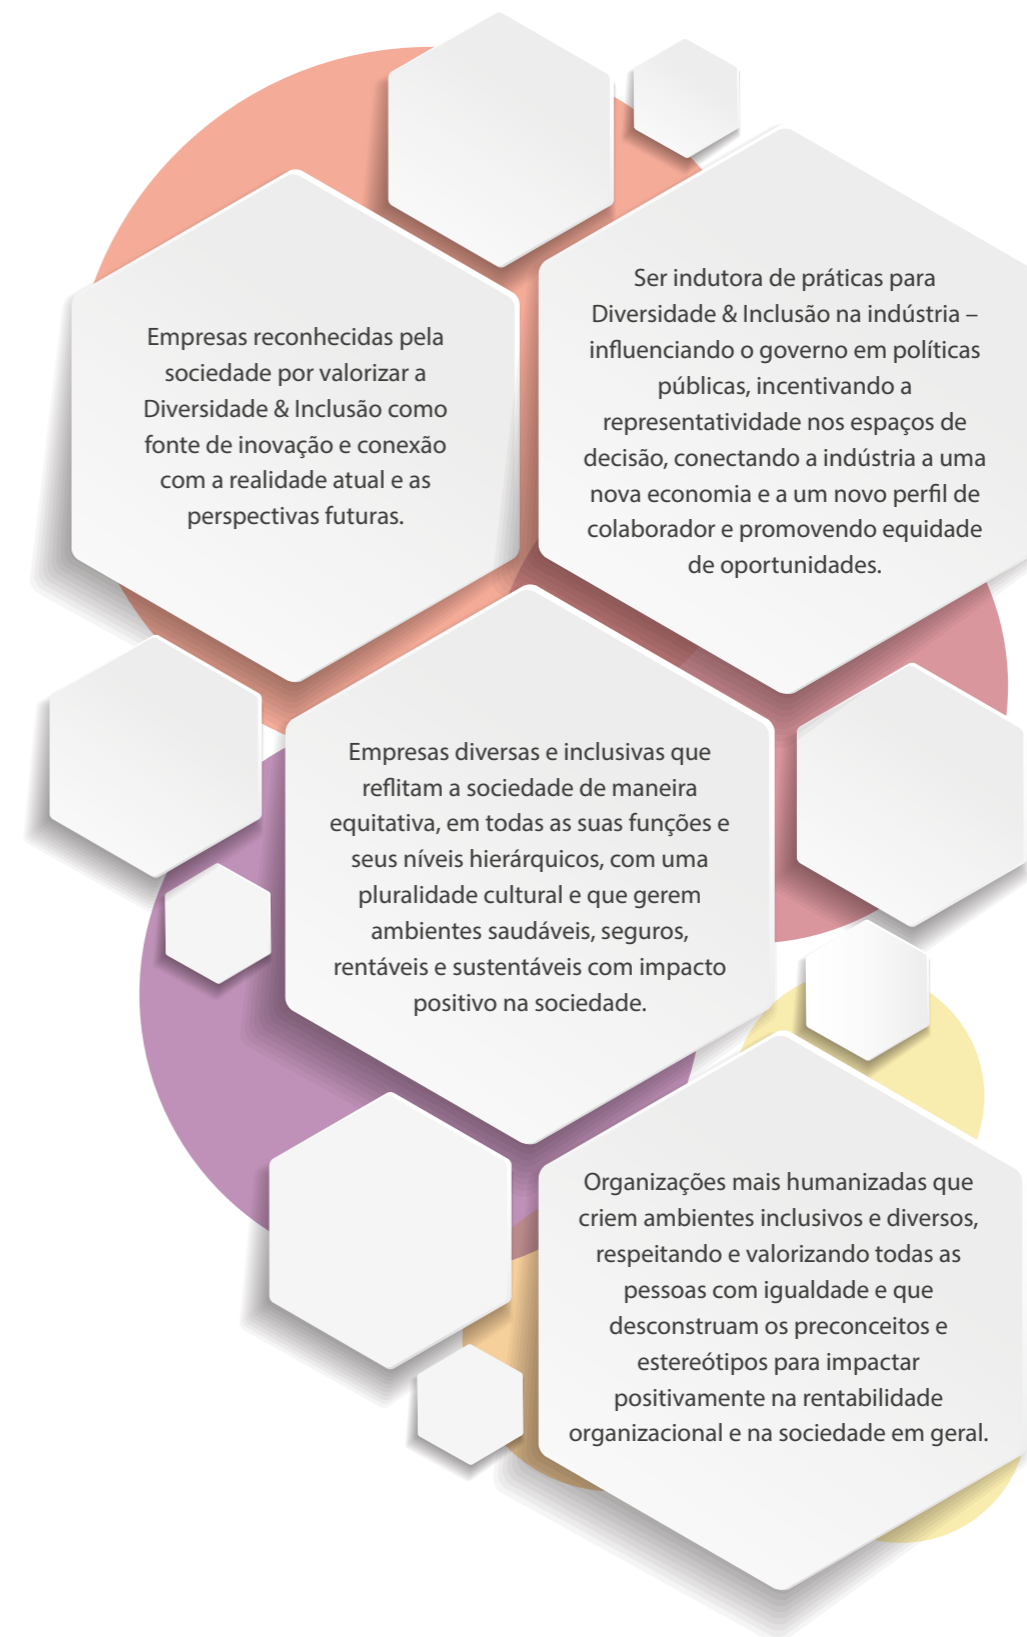 Empresas reconhecidas pela
sociedade por valorizar a
Diversidade & Inclusão como
fonte de inovação e conexão
com a realidade atual e as
perspectivas futuras.
Ser indutora de práticas para
Diversidade & Inclusão na indústria –
influenciando o governo em políticas
públicas, incentivando a
representatividade nos espaços de
decisão, conectando a indústria a uma
nova economia e a um novo perfil de
colaborador e promovendo equidade
de oportunidades.
Empresas diversas e inclusivas que
reflitam a sociedade de maneira
equitativa, em todas as suas funções e
seus níveis hierárquicos, com uma
pluralidade cultural e que gerem
ambientes saudáveis, seguros,
rentáveis e sustentáveis com impacto
positivo na sociedade.
Organizações mais humanizadas que
criem ambientes inclusivos e diversos,
respeitando e valorizando todas as
pessoas com igualdade e que
desconstruam os preconceitos e
estereótipos para impactar
positivamente na rentabilidade
organizacional e na sociedade em geral.